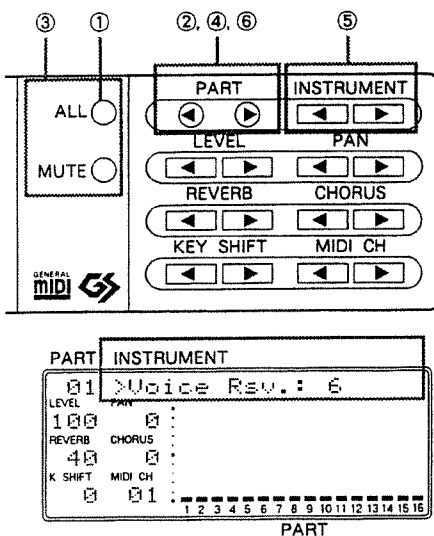 ③ ① ②, ④, ⑥ ⑤
PART INSTRUMENT
ALL
LEVEL PAN
MUTE
REVERB CHORUS
KEY SHIFT MIDI CH
GENERAL
MIDI GS
PART INSTRUMENT
01 >Voice Rsv.: 6
LEVEL PAN
100 0
REVERB CHORUS
40 0
K SHIFT MIDI CH
0 01
1 2 3 4 5 6 7 8 9 10 11 12 13 14 15 16
PART